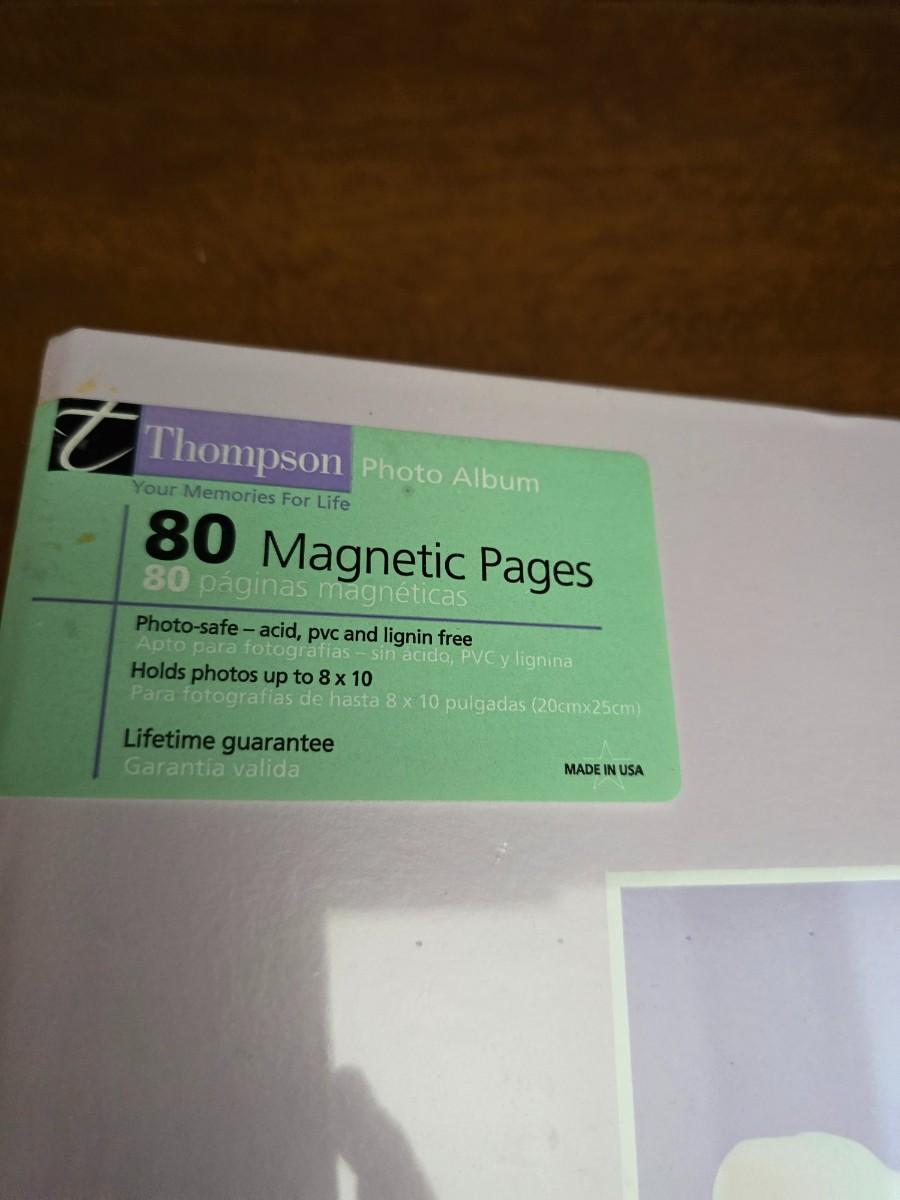 t Thompson Photo Album
Your Memories For Life
80 Magnetic Pages
80 páginas magnéticas
Photo-safe – acid, pvc and lignin free
Apto para fotografías – sin ácido, PVC y lignina
Holds photos up to 8 x 10
Para fotografías de hasta 8 x 10 pulgadas (20cmx25cm)
Lifetime guarantee
Garantía valida
MADE IN USA